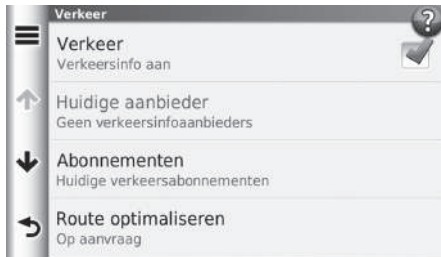 Verkeer
Verkeer
Verkeersinfo aan
Huidige aanbieder
Geen verkeersinfoaanbieders
Abonnementen
Huidige verkeersabonnementen
Route optimaliseren
Op aanvraag
?